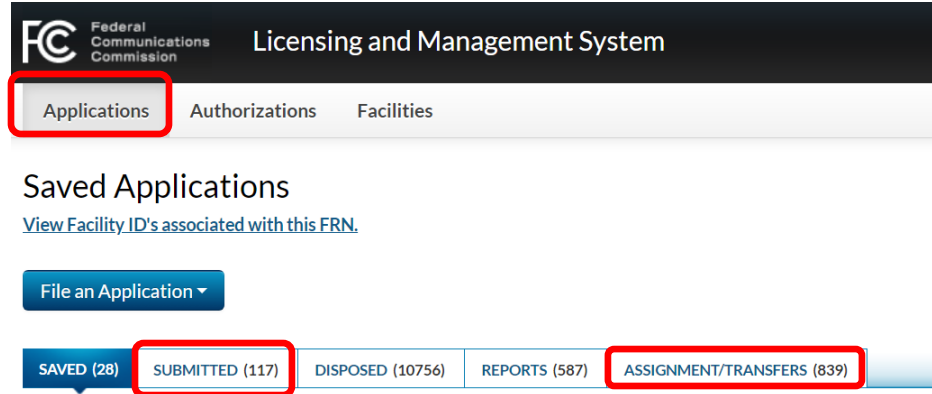 FCC Federal Communications Commission
Licensing and Management System
Applications Authorizations Facilities
Saved Applications
View Facility ID's associated with this FRN.
File an Application
SAVED (28) SUBMITTED (117) DISPOSED (10756) REPORTS (587) ASSIGNMENT/TRANSFERS (839)